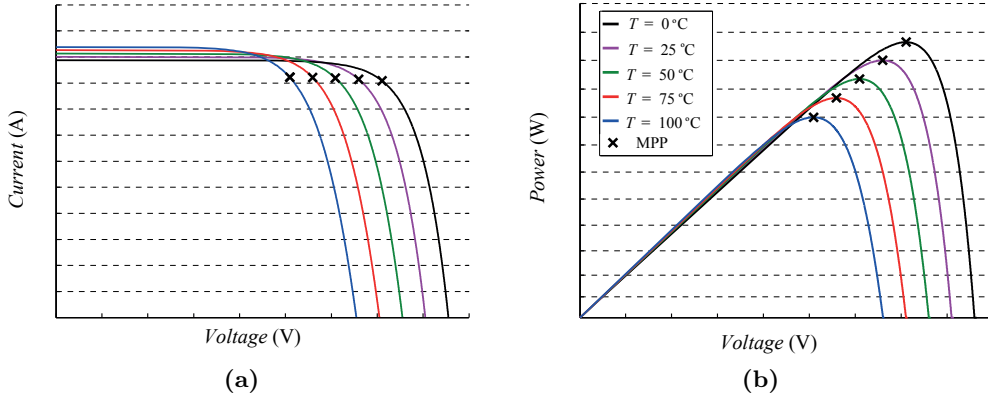 Current (A)
Voltage (V)
(a)
Power (W)
T = 0 °C
T = 25 °C
T = 50 °C
T = 75 °C
T = 100 °C
MPP
Voltage (V)
(b)